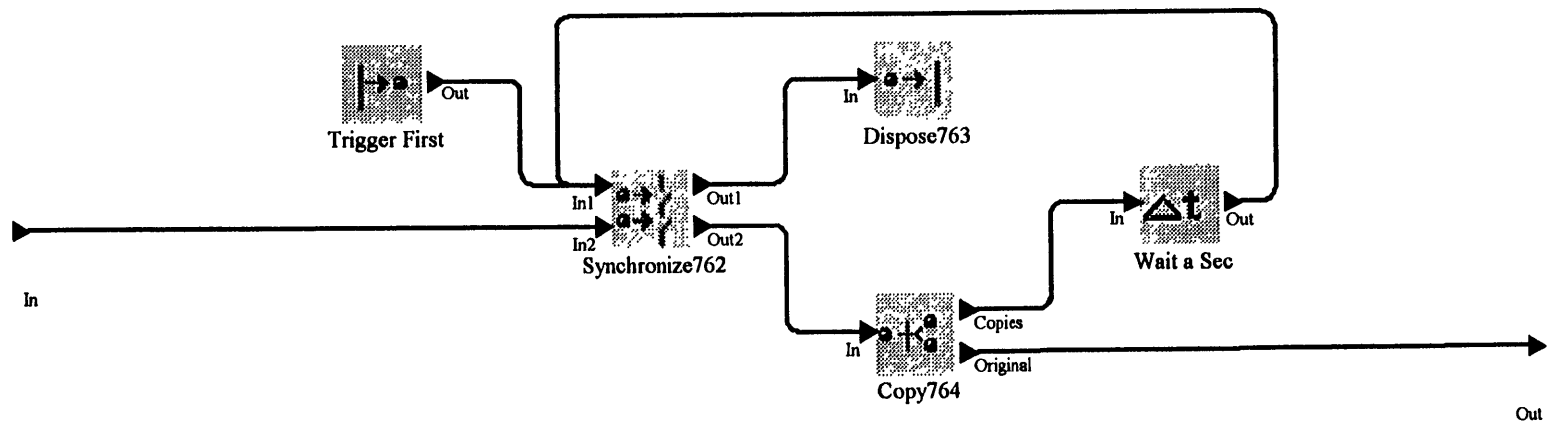 Out
In
Trigger First
Dispose763
In1
Out1
In
Δt
Out
In2
Out2
Synchronize762
Wait a Sec
In
Copies
In
Original
Copy764
Out